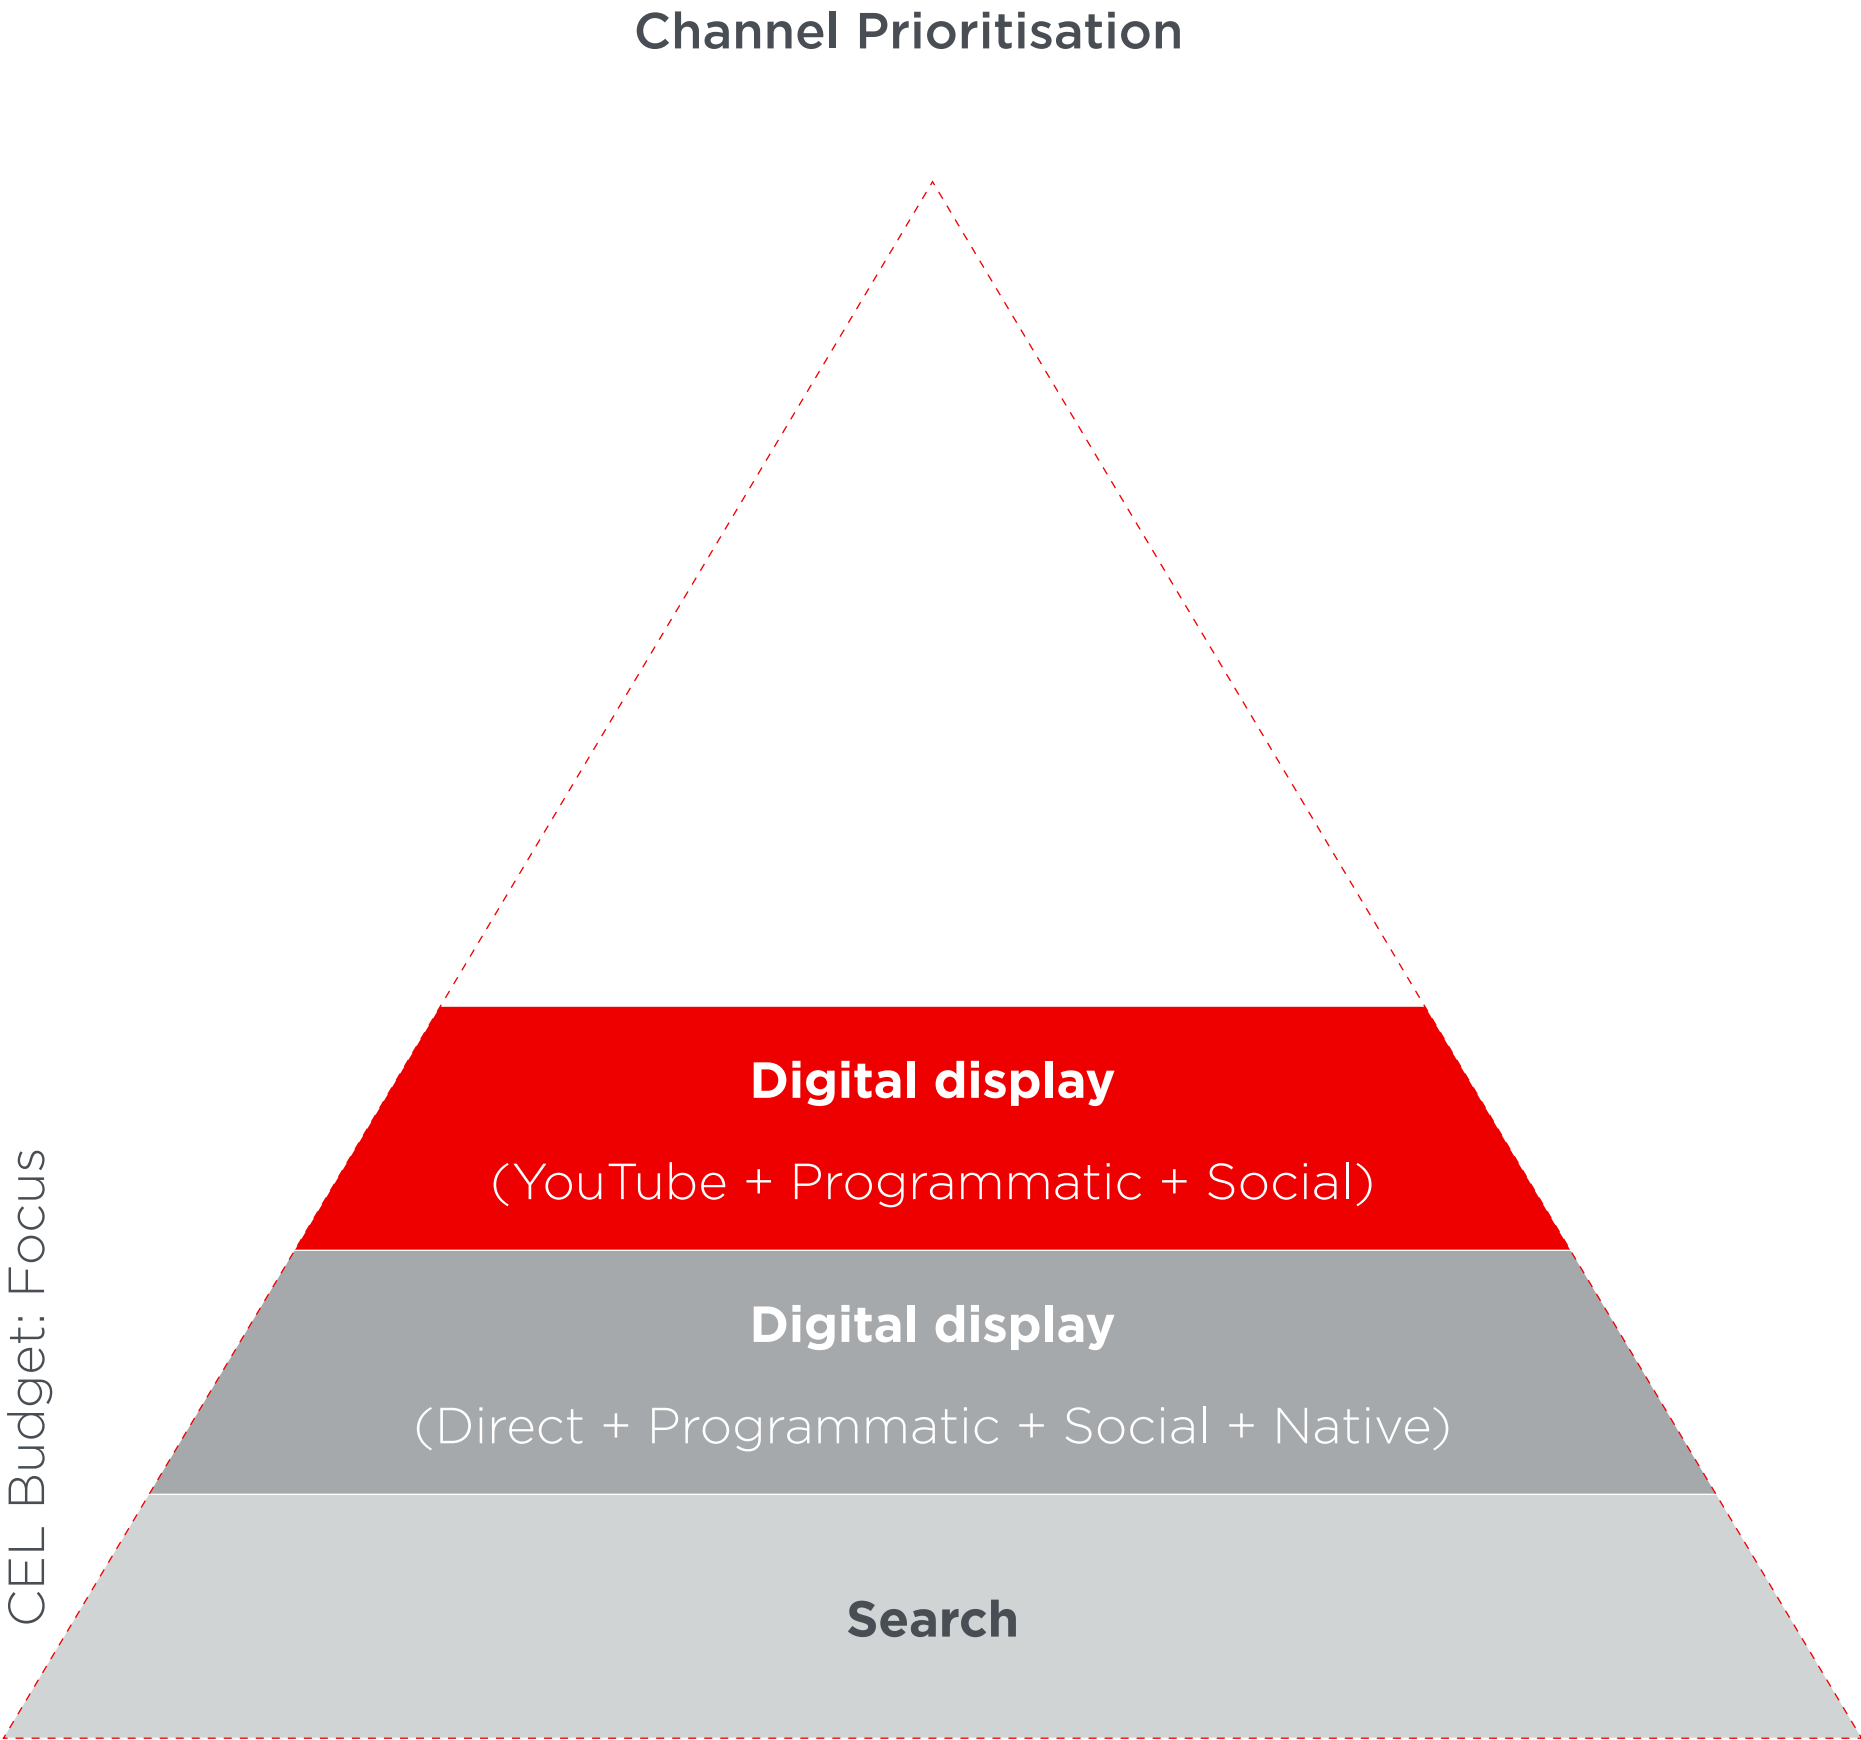 Channel Prioritisation
Digital display
(YouTube + Programmatic + Social)
Digital display
(Direct + Programmatic + Social + Native)
Search
CEL Budget: Focus